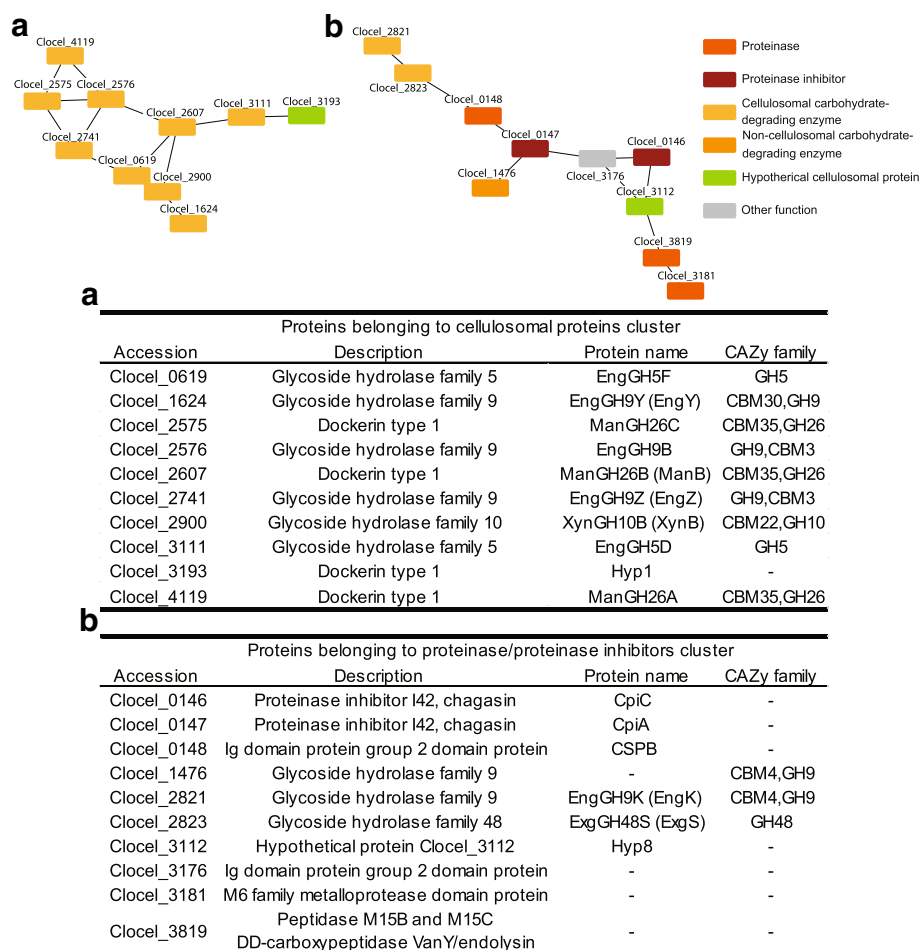 a
Clocel_4119
Clocel_2575
Clocel_2576
Clocel_2607
Clocel_3111
Clocel_3193
Clocel_2741
Clocel_0619
Clocel_2900
Clocel_1624
b
Clocel_2821
Clocel_2823
Clocel_0148
Clocel_0147
Clocel_0146
Clocel_1476
Clocel_3176
Clocel_3112
Clocel_3819
Clocel_3181
Proteinase
Proteinase inhibitor
Cellulosomal carbohydrate-
degrading enzyme
Non-cellulosomal carbohydrate-
degrading enzyme
Hypotherical cellulosomal protein
Other function
a
Proteins belonging to cellulosomal proteins cluster
Accession Description Protein name CAZy family
Clocel_0619 Glycoside hydrolase family 5 EngGH5F GH5
Clocel_1624 Glycoside hydrolase family 9 EngGH9Y (EngY) CBM30,GH9
Clocel_2575 Dockerin type 1 ManGH26C CBM35,GH26
Clocel_2576 Glycoside hydrolase family 9 EngGH9B GH9,CBM3
Clocel_2607 Dockerin type 1 ManGH26B (ManB) CBM35,GH26
Clocel_2741 Glycoside hydrolase family 9 EngGH9Z (EngZ) GH9,CBM3
Clocel_2900 Glycoside hydrolase family 10 XynGH10B (XynB) CBM22,GH10
Clocel_3111 Glycoside hydrolase family 5 EngGH5D GH5
Clocel_3193 Dockerin type 1 Hyp1 -
Clocel_4119 Dockerin type 1 ManGH26A CBM35,GH26
b
Proteins belonging to proteinase/proteinase inhibitors cluster
Accession Description Protein name CAZy family
Clocel_0146 Proteinase inhibitor I42, chagasin CpiC -
Clocel_0147 Proteinase inhibitor I42, chagasin CpiA -
Clocel_0148 Ig domain protein group 2 domain protein CSPB -
Clocel_1476 Glycoside hydrolase family 9 - CBM4,GH9
Clocel_2821 Glycoside hydrolase family 9 EngGH9K (EngK) CBM4,GH9
Clocel_2823 Glycoside hydrolase family 48 ExgGH48S (ExgS) GH48
Clocel_3112 Hypothetical protein Clocel_3112 Hyp8 -
Clocel_3176 Ig domain protein group 2 domain protein - -
Clocel_3181 M6 family metalloprotease domain protein - -
Clocel_3819 Peptidase M15B and M15C - -
DD-carboxypeptidase VanY/endolysin